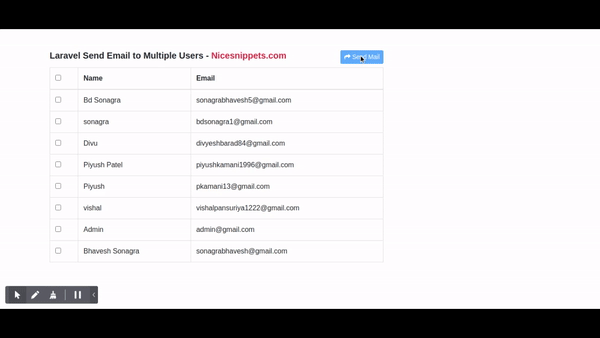 Laravel Send Email to Multiple Users - Nicesnippets.com
Send Mail
Name Email
Bd Sonagra sonagrabhavesh5@gmail.com
sonagra bdsonagra1@gmail.com
Divu divyeshbarad84@gmail.com
Piyush Patel piyushkamani1996@gmail.com
Piyush pkamani13@gmail.com
vishal vishalpansuriya1222@gmail.com
Admin admin@gmail.com
Bhavesh Sonagra sonagrabhavesh@gmail.com